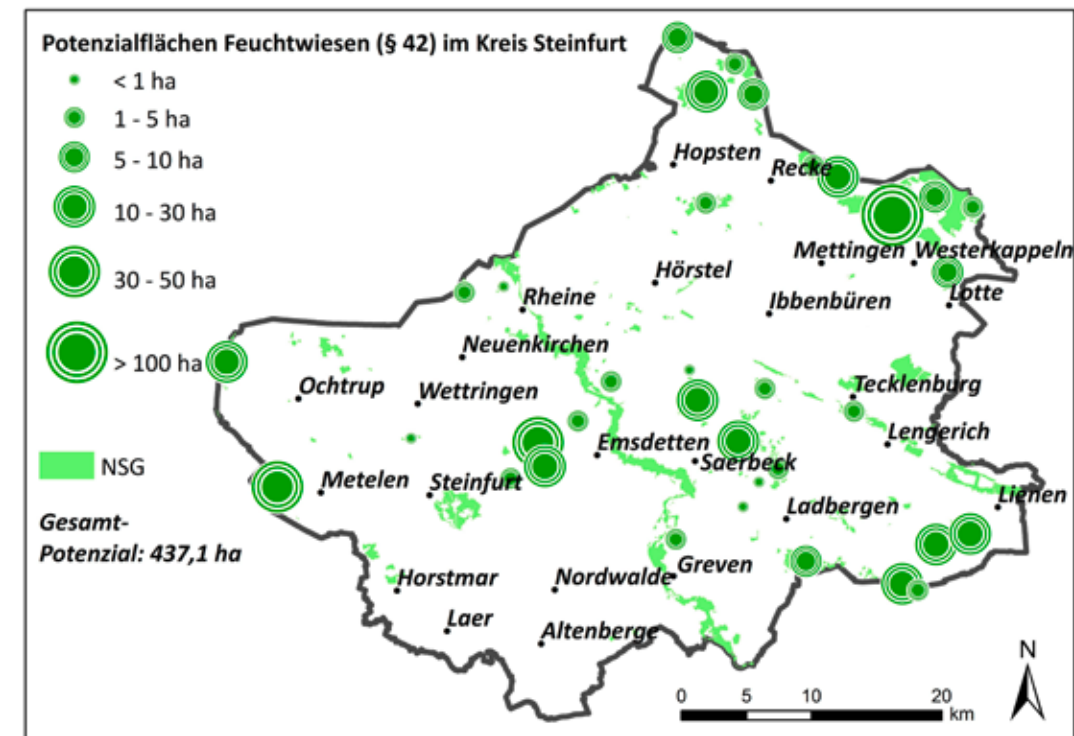 Potenzialflächen Feuchtwiesen (§ 42) im Kreis Steinfurt
< 1 ha
1 - 5 ha
5 - 10 ha
10 - 30 ha
30 - 50 ha
> 100 ha
NSG
Gesamt-
Potenzial: 437,1 ha
Hopsten
Recke
Mettingen
Westerkappeln
Hörstel
Ibbenbüren
Lotte
Rheine
Neuenkirchen
Ochtrup
Wettringen
Tecklenburg
Lengerich
Emsdetten
Saerbeck
Metelen
Steinfurt
Ladbergen
Lienen
Horstmar
Nordwalde
Greven
Laer
Altenberge
N
0 5 10 20
km